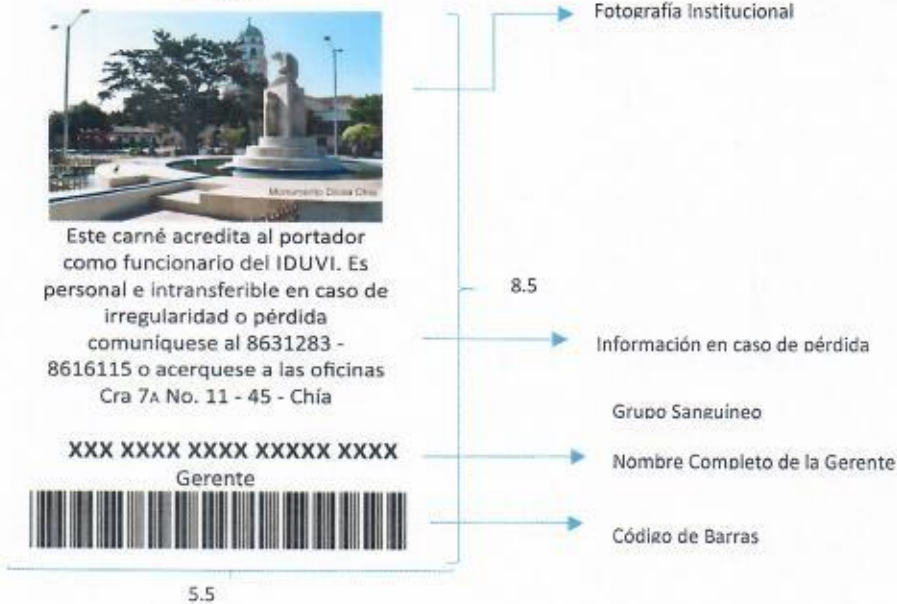 Fotografía Institucional
Monumento Diosa Chía
Este carné acredita al portador
como funcionario del IDUVI. Es
personal e intransferible en caso de
irregularidad o pérdida
comuníquese al 8631283 -
8616115 o acerquese a las oficinas
Cra 7A No. 11 - 45 - Chía
8.5
Información en caso de pérdida
Grupo Sanguíneo
XXX XXXX XXXX XXXXX XXXX
Nombre Completo de la Gerente
Gerente
Código de Barras
5.5